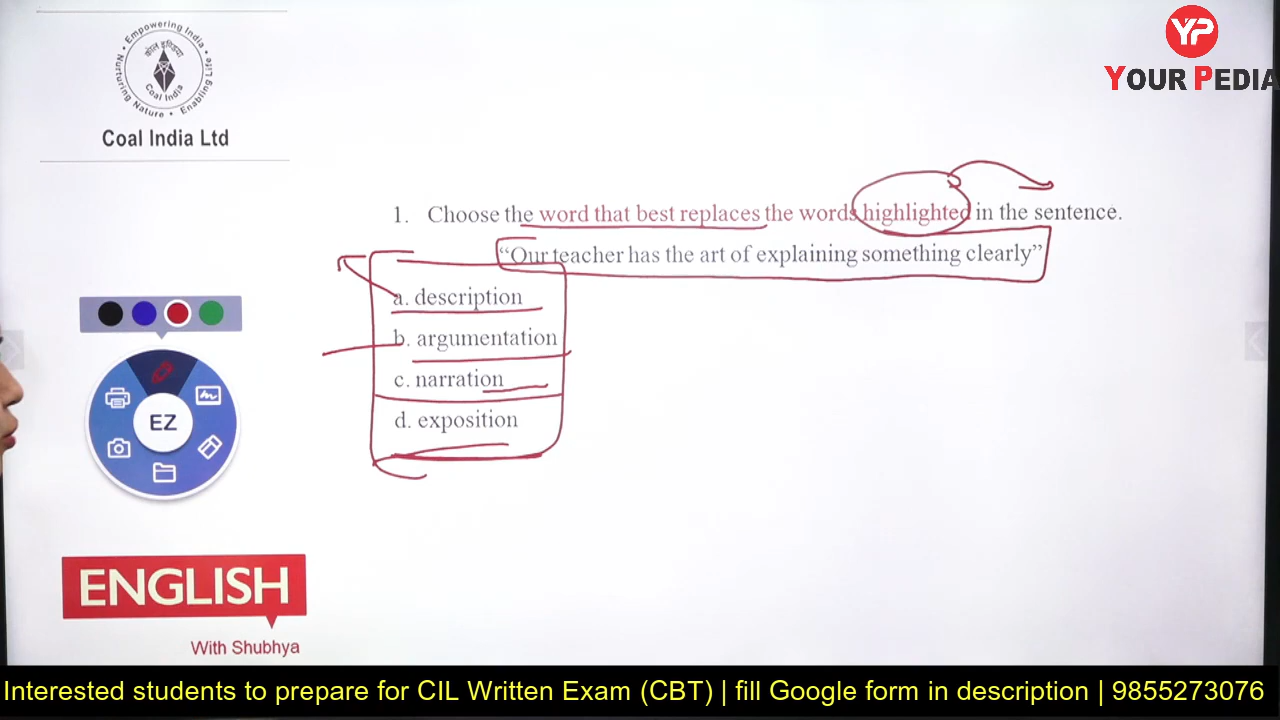 Empowering India • Enabling Life • Nurturing Nature •
कोल इण्डिया
Coal India
Coal India Ltd
YP
YOUR PEDIA
1. Choose the word that best replaces the words highlighted in the sentence.
“Our teacher has the art of explaining something clearly”
a. description
b. argumentation
c. narration
d. exposition
EZ
ENGLISH
With Shubhya
Interested students to prepare for CIL Written Exam (CBT) | fill Google form in description | 9855273076